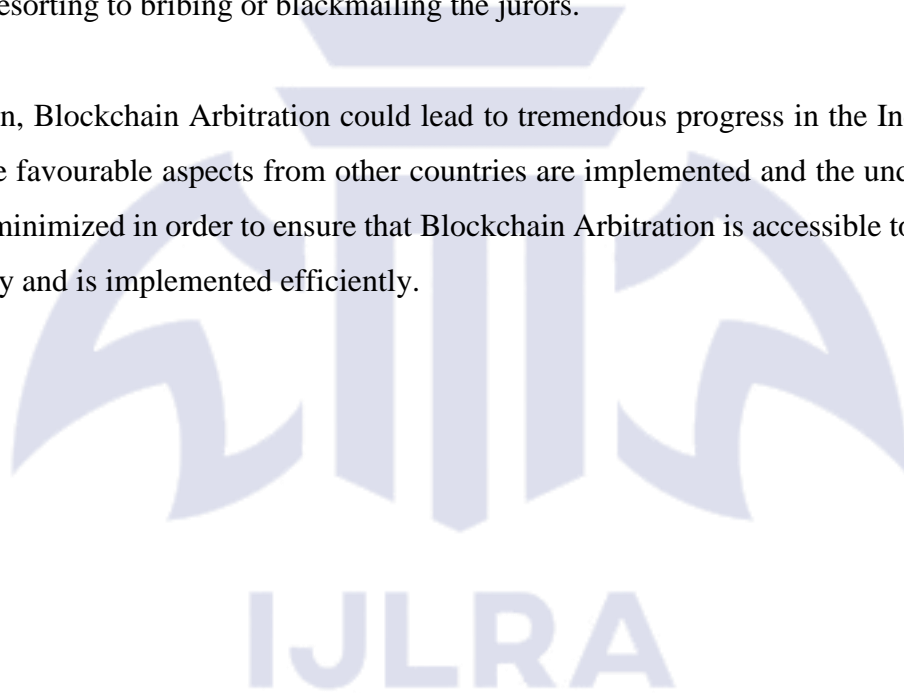 esorting to bribing or blackmailing the jurors.
n, Blockchain Arbitration could lead to tremendous progress in the In
e favourable aspects from other countries are implemented and the und
minimized in order to ensure that Blockchain Arbitration is accessible to
y and is implemented efficiently.
IJLRA